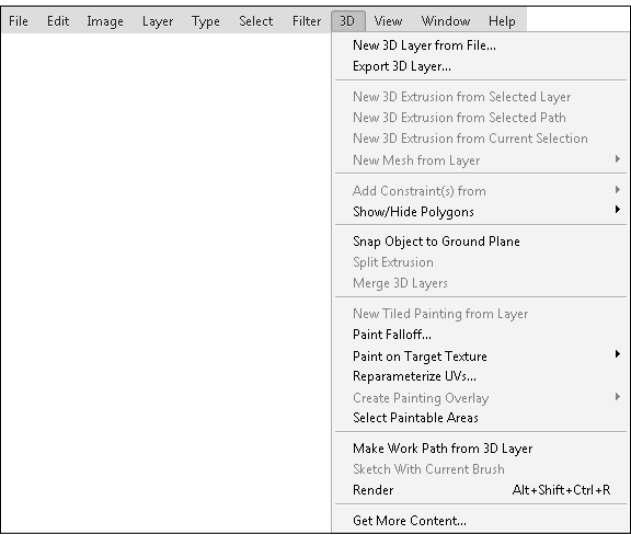 File Edit Image Layer Type Select Filter 3D View Window Help
New 3D Layer from File...
Export 3D Layer...
New 3D Extrusion from Selected Layer
New 3D Extrusion from Selected Path
New 3D Extrusion from Current Selection
New Mesh from Layer
Add Constraint(s) from
Show/Hide Polygons
Snap Object to Ground Plane
Split Extrusion
Merge 3D Layers
New Tiled Painting from Layer
Paint Falloff...
Paint on Target Texture
Reparameterize UVs...
Create Painting Overlay
Select Paintable Areas
Make Work Path from 3D Layer
Sketch With Current Brush
Render Alt+Shift+Ctrl+R
Get More Content...